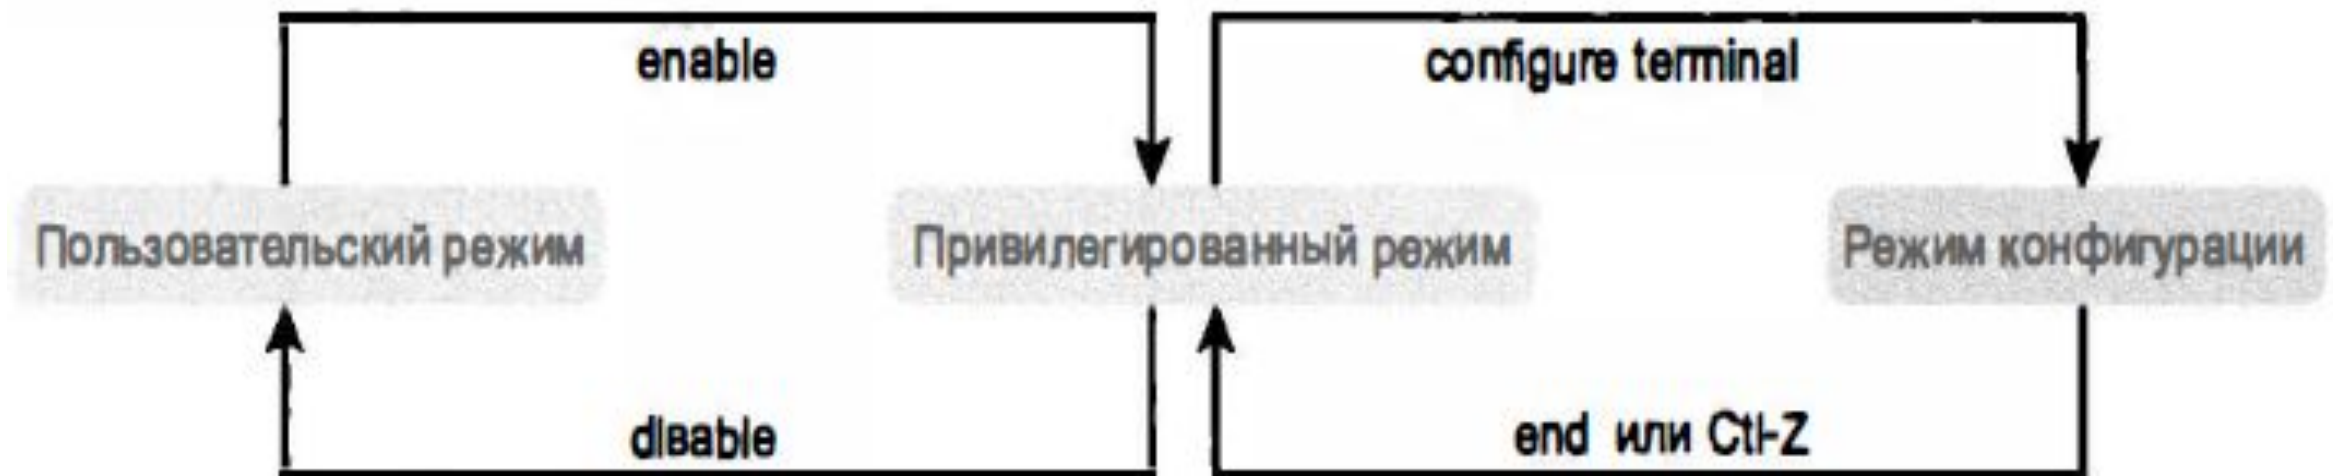 enable
configure terminal
Пользовательский режим
Привилегированный режим
Режим конфигурации
disable
end или Ctl-Z